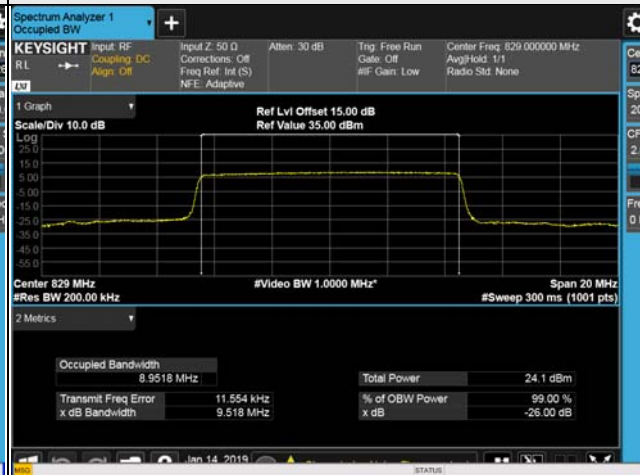 Spectrum Analyzer 1
Occupied BW
KEYSIGHT
RL
LXI
Input: RF
Coupling: DC
Align: Off
Input Z: 50 Ω
Corrections: Off
Freq Ref: Int (S)
NFE: Adaptive
Atten: 30 dB
Trig: Free Run
Gate: Off
#IF Gain: Low
Center Freq: 829.000000 MHz
Avg|Hold: 1/1
Radio Std: None
1 Graph
Scale/Div 10.0 dB
Ref Lvl Offset 15.00 dB
Ref Value 35.00 dBm
Log
25.0
15.0
5.00
-5.00
-15.0
-25.0
-35.0
-45.0
-55.0
Center 829 MHz
#Video BW 1.0000 MHz*
Span 20 MHz
#Res BW 200.00 kHz
#Sweep 300 ms (1001 pts)
2 Metrics
Occupied Bandwidth
8.9518 MHz
Total Power 24.1 dBm
Transmit Freq Error 11.554 kHz
% of OBW Power 99.00 %
x dB Bandwidth 9.518 MHz
x dB -26.00 dB
Jan 14, 2019
MSG
STATUS